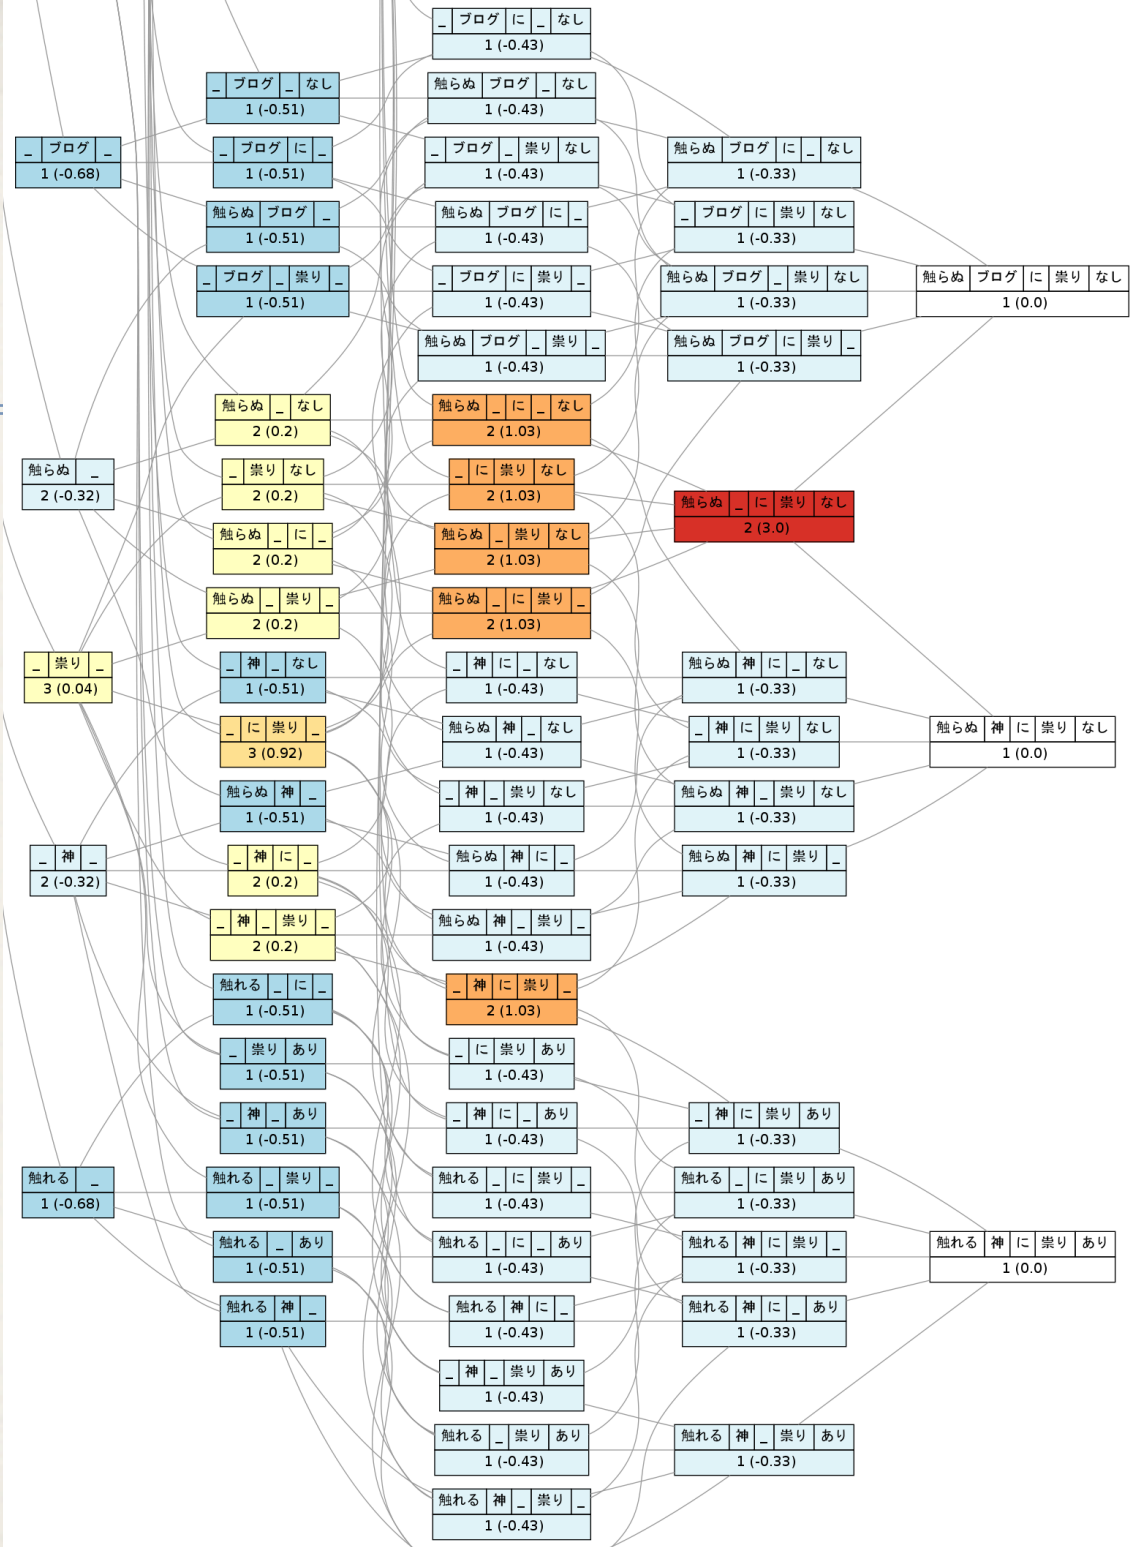 _ ブログ _
1 (-0.68)
触らぬ _
2 (-0.32)
_ 祟り _
3 (0.04)
_ 神 _
2 (-0.32)
触れる _
1 (-0.68)
_ ブログ _ なし
1 (-0.51)
_ ブログ に _
1 (-0.51)
触らぬ ブログ _
1 (-0.51)
_ ブログ _ 祟り _
1 (-0.51)
触らぬ _ なし
2 (0.2)
_ 祟り なし
2 (0.2)
触らぬ _ に _
2 (0.2)
触らぬ _ 祟り _
2 (0.2)
_ 神 _ なし
1 (-0.51)
_ に 祟り _
3 (0.92)
触らぬ 神 _
1 (-0.51)
_ 神 に _
2 (0.2)
_ 神 _ 祟り _
2 (0.2)
触れる _ に _
1 (-0.51)
_ 祟り あり
1 (-0.51)
_ 神 _ あり
1 (-0.51)
触れる _ 祟り _
1 (-0.51)
触れる _ あり
1 (-0.51)
触れる 神 _
1 (-0.51)
_ ブログ に _ なし
1 (-0.43)
触らぬ ブログ _ なし
1 (-0.43)
_ ブログ _ 祟り なし
1 (-0.43)
触らぬ ブログ に _
1 (-0.43)
_ ブログ に 祟り _
1 (-0.43)
触らぬ ブログ _ 祟り _
1 (-0.43)
触らぬ _ に _ なし
2 (1.03)
_ に 祟り なし
2 (1.03)
触らぬ _ 祟り なし
2 (1.03)
触らぬ _ に 祟り _
2 (1.03)
_ 神 に _ なし
1 (-0.43)
触らぬ 神 _ なし
1 (-0.43)
_ 神 _ 祟り なし
1 (-0.43)
触らぬ 神 に _
1 (-0.43)
触らぬ 神 _ 祟り _
1 (-0.43)
_ 神 に 祟り _
2 (1.03)
_ に 祟り あり
1 (-0.43)
_ 神 に _ あり
1 (-0.43)
触れる _ に 祟り _
1 (-0.43)
触れる _ に _ あり
1 (-0.43)
触れる 神 に _
1 (-0.43)
_ 神 _ 祟り あり
1 (-0.43)
触れる _ 祟り あり
1 (-0.43)
触れる 神 _ 祟り _
1 (-0.43)
触らぬ ブログ に _ なし
1 (-0.33)
_ ブログ に 祟り なし
1 (-0.33)
触らぬ ブログ _ 祟り なし
1 (-0.33)
触らぬ ブログ に 祟り _
1 (-0.33)
触らぬ _ に 祟り なし
2 (3.0)
触らぬ 神 に _ なし
1 (-0.33)
_ 神 に 祟り なし
1 (-0.33)
触らぬ 神 _ 祟り なし
1 (-0.33)
触らぬ 神 に 祟り _
1 (-0.33)
_ 神 に 祟り あり
1 (-0.33)
触れる _ に 祟り あり
1 (-0.33)
触れる 神 に 祟り _
1 (-0.33)
触れる 神 に _ あり
1 (-0.33)
触れる 神 _ 祟り あり
1 (-0.33)
触らぬ ブログ に 祟り なし
1 (0.0)
触らぬ 神 に 祟り なし
1 (0.0)
触れる 神 に 祟り あり
1 (0.0)